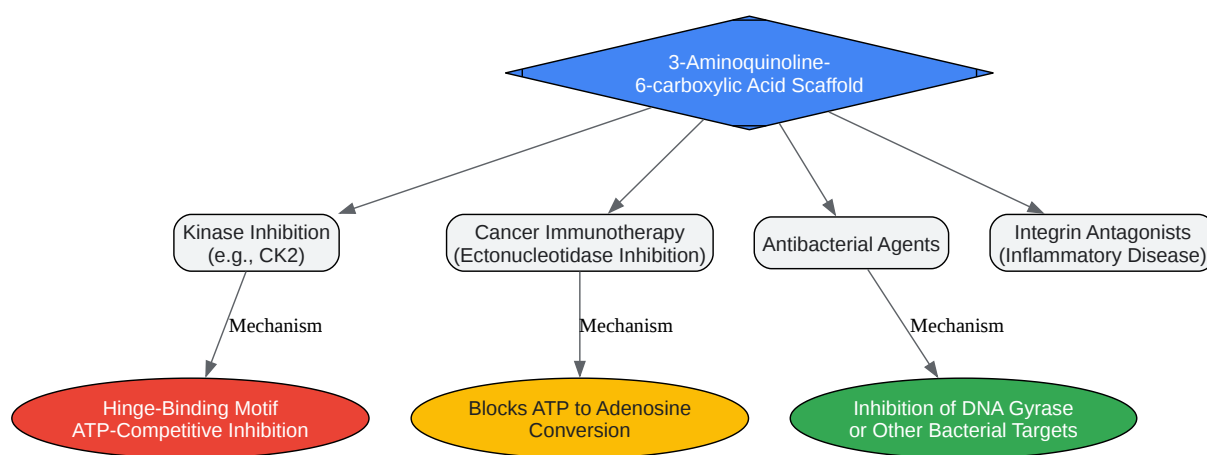 3-Aminoquinoline-
6-carboxylic Acid Scaffold
Kinase Inhibition
(e.g., CK2)
Cancer Immunotherapy
(Ectonucleotidase Inhibition)
Antibacterial Agents
Integrin Antagonists
(Inflammatory Disease)
Mechanism
Mechanism
Mechanism
Hinge-Binding Motif
ATP-Competitive Inhibition
Blocks ATP to Adenosine
Conversion
Inhibition of DNA Gyrase
or Other Bacterial Targets